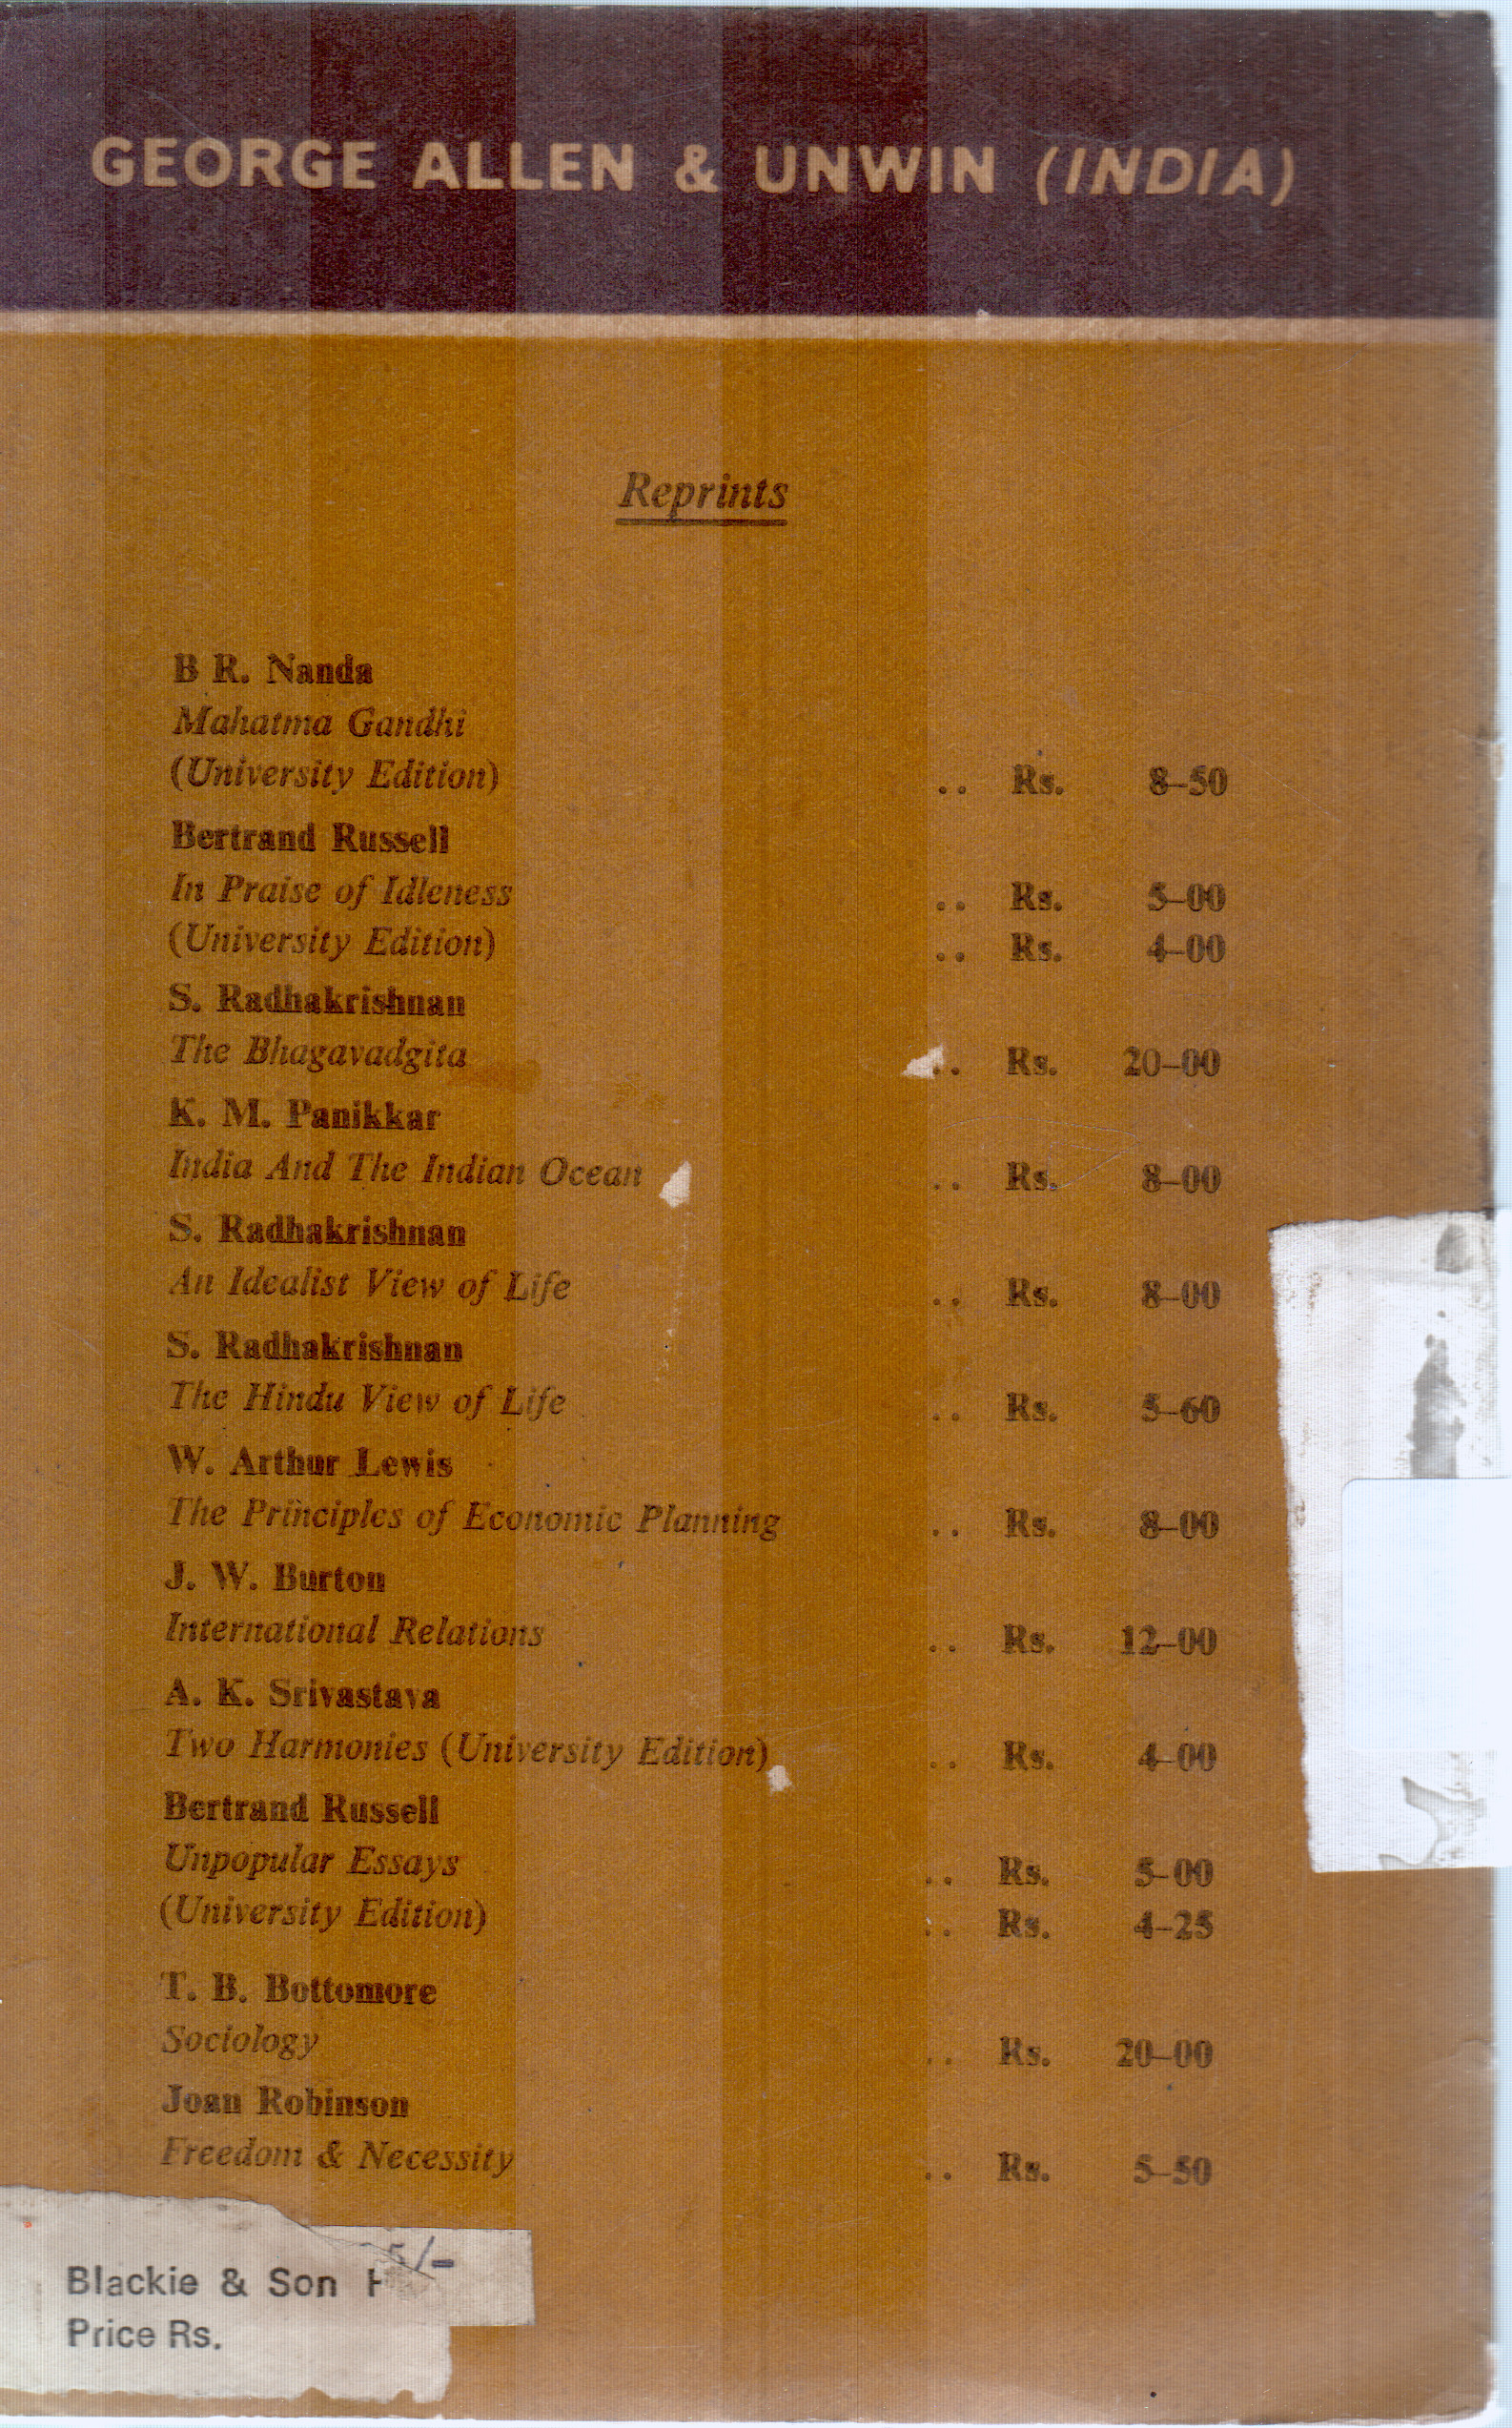 GEORGE ALLEN & UNWIN (INDIA)
Reprints
B R. Nanda
Mahatma Gandhi
(University Edition) .. Rs. 8-50
Bertrand Russell
In Praise of Idleness .. Rs. 5-00
(University Edition) .. Rs. 4-00
S. Radhakrishnan
The Bhagavadgita .. Rs. 20-00
K. M. Panikkar
India And The Indian Ocean .. Rs. 8-00
S. Radhakrishnan
An Idealist View of Life .. Rs. 8-00
S. Radhakrishnan
The Hindu View of Life .. Rs. 5-60
W. Arthur Lewis
The Principles of Economic Planning .. Rs. 8-00
J. W. Burton
International Relations .. Rs. 12-00
A. K. Srivastava
Two Harmonies (University Edition) .. Rs. 4-00
Bertrand Russell
Unpopular Essays .. Rs. 5-00
(University Edition) .. Rs. 4-25
T. B. Bottomore
Sociology .. Rs. 20-00
Joan Robinson
Freedom & Necessity .. Rs. 5-50
5/-
Blackie & Son
Price Rs.